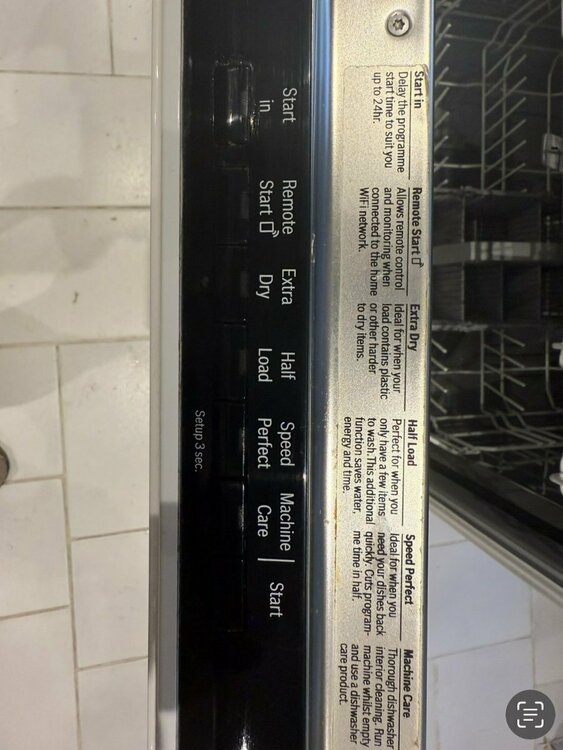 Start in
Delay the programme
start time to suit you
up to 24hr.
Remote Start
Allows remote control
and monitoring when
connected to the home
WiFi network.
Extra Dry
Ideal for when your
load contains plastic
or other harder
to dry items.
Half Load
Perfect for when you
only have a few items
to wash. This additional
function saves water,
energy and time.
Speed Perfect
Ideal for when you
need your dishes back
quickly. Cuts program-
me time in half.
Machine Care
Thorough dishwasher
interior cleaning. Run
machine whilst empty
and use a dishwasher
care product.
Start
in
Remote
Start
Extra
Dry
Half
Load
Speed
Perfect
Machine
Care
Start
Setup 3 sec.